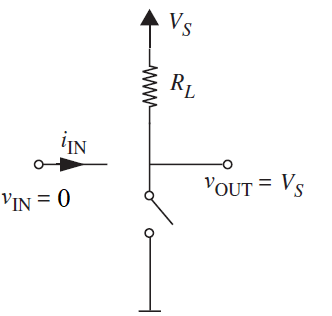 V_S
R_L
i_IN
v_IN = 0
v_OUT = V_S